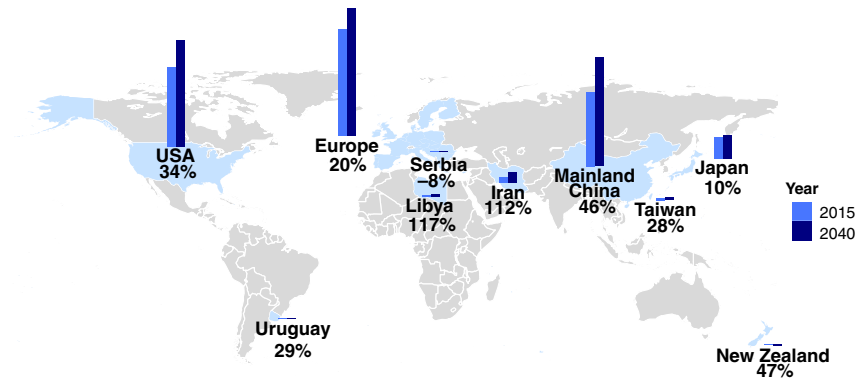 USA
34%
Europe
20%
Serbia
−8%
Libya
117%
Iran
112%
Mainland
China
46%
Taiwan
28%
Japan
10%
Year
2015
2040
Uruguay
29%
New Zealand
47%